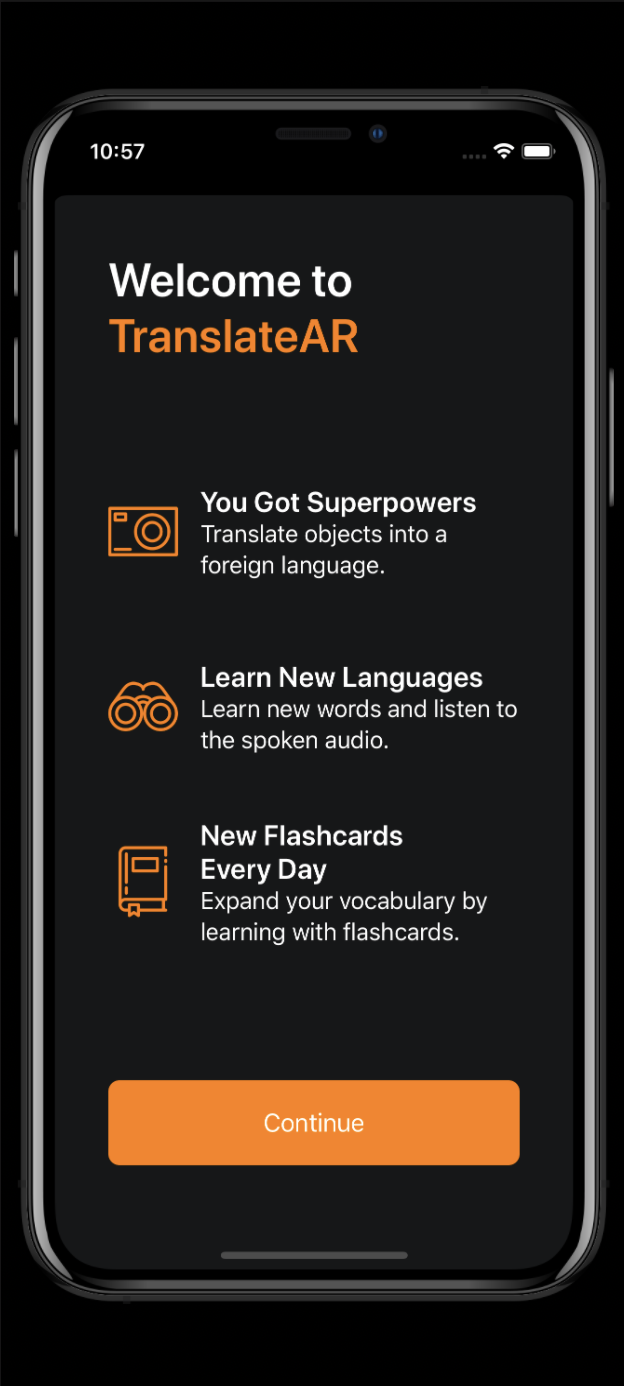 10:57
Welcome to
TranslateAR
You Got Superpowers
Translate objects into a
foreign language.
Learn New Languages
Learn new words and listen to
the spoken audio.
New Flashcards
Every Day
Expand your vocabulary by
learning with flashcards.
Continue